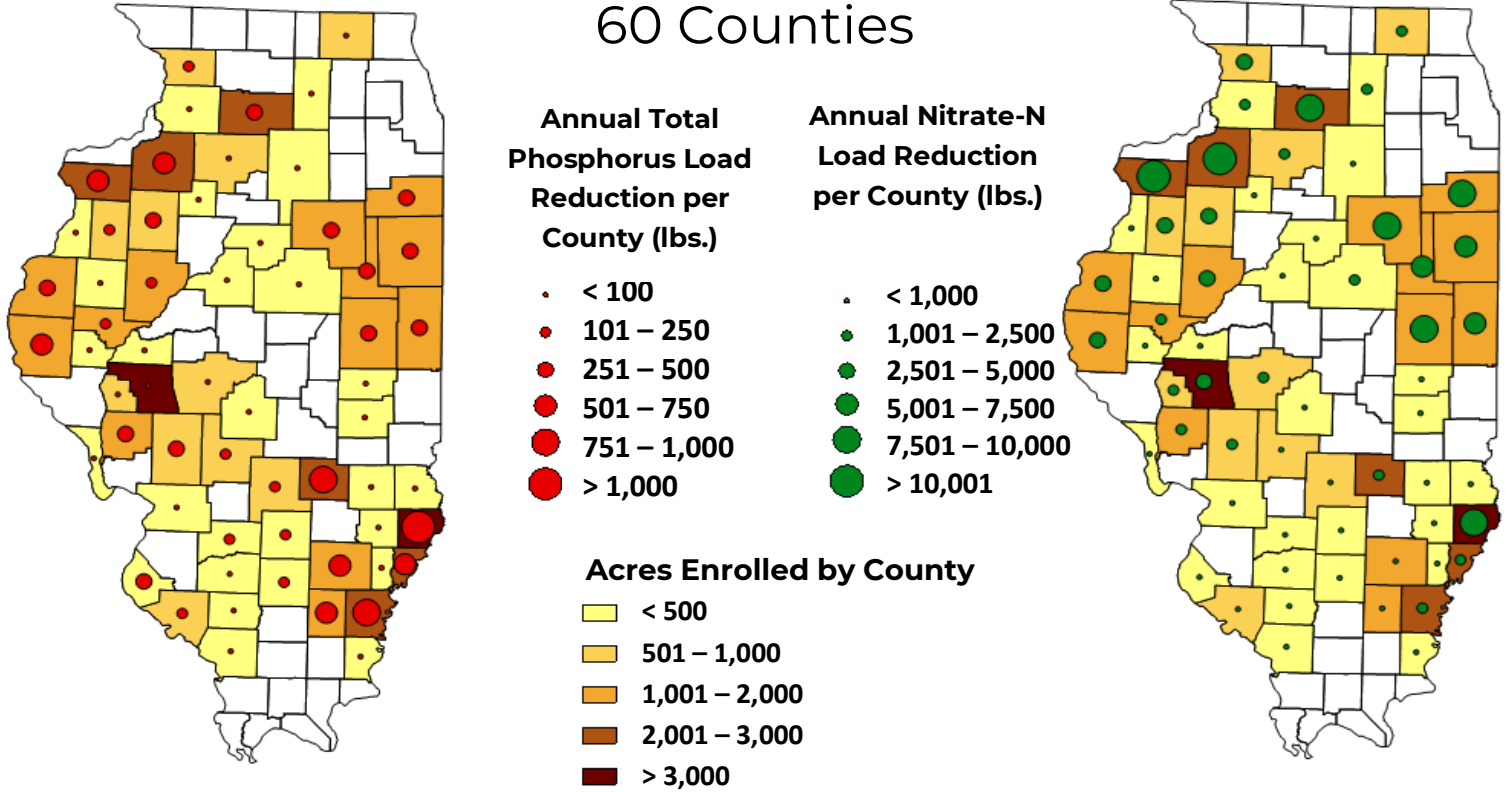 60 Counties
Annual Total
Phosphorus Load
Reduction per
County (lbs.)
< 100
101 – 250
251 – 500
501 – 750
751 – 1,000
> 1,000
Annual Nitrate-N
Load Reduction
per County (lbs.)
< 1,000
1,001 – 2,500
2,501 – 5,000
5,001 – 7,500
7,501 – 10,000
> 10,001
Acres Enrolled by County
< 500
501 – 1,000
1,001 – 2,000
2,001 – 3,000
> 3,000